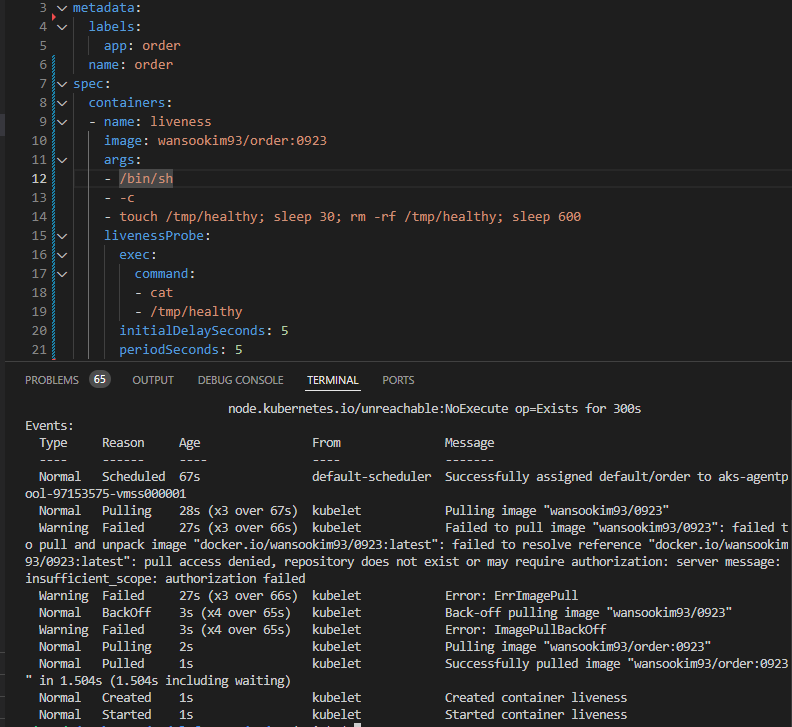 3 metadata:
4 labels:
5 app: order
6 name: order
7 spec:
8 containers:
9 - name: liveness
10 image: wansookim93/order:0923
11 args:
12 - /bin/sh
13 - -c
14 - touch /tmp/healthy; sleep 30; rm -rf /tmp/healthy; sleep 600
15 livenessProbe:
16 exec:
17 command:
18 - cat
19 - /tmp/healthy
20 initialDelaySeconds: 5
21 periodSeconds: 5
PROBLEMS 65 OUTPUT DEBUG CONSOLE TERMINAL PORTS
node.kubernetes.io/unreachable:NoExecute op=Exists for 300s
Events:
Type Reason Age From Message
---- ------ ---- ---- -------
Normal Scheduled 67s default-scheduler Successfully assigned default/order to aks-agentp
ool-97153575-vmss000001
Normal Pulling 28s (x3 over 67s) kubelet Pulling image "wansookim93/0923"
Warning Failed 27s (x3 over 66s) kubelet Failed to pull image "wansookim93/0923": failed t
o pull and unpack image "docker.io/wansookim93/0923:latest": failed to resolve reference "docker.io/wansookim
93/0923:latest": pull access denied, repository does not exist or may require authorization: server message:
insufficient_scope: authorization failed
Warning Failed 27s (x3 over 66s) kubelet Error: ErrImagePull
Normal BackOff 3s (x4 over 65s) kubelet Back-off pulling image "wansookim93/0923"
Warning Failed 3s (x4 over 65s) kubelet Error: ImagePullBackOff
Normal Pulling 2s kubelet Pulling image "wansookim93/order:0923"
Normal Pulled 1s kubelet Successfully pulled image "wansookim93/order:0923
" in 1.504s (1.504s including waiting)
Normal Created 1s kubelet Created container liveness
Normal Started 1s kubelet Started container liveness